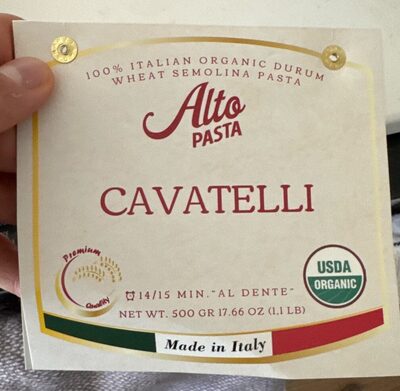 100% ITALIAN ORGANIC DURUM
WHEAT SEMOLINA PASTA
Alto
PASTA
CAVATELLI
Premium
Quality
14/15 MIN."AL DENTE"
NET WT. 500 GR 17.66 OZ (1,1 LB)
USDA
ORGANIC
Made in Italy